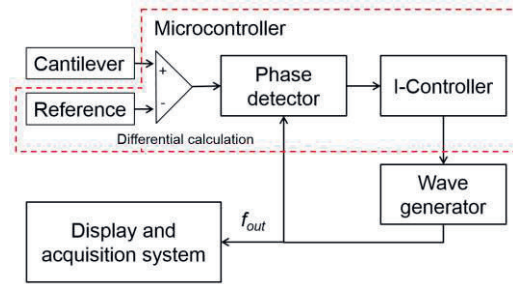 Microcontroller
Cantilever
+
Reference
-
Phase
detector
I-Controller
Differential calculation
Wave
generator
Display and
acquisition system
fout